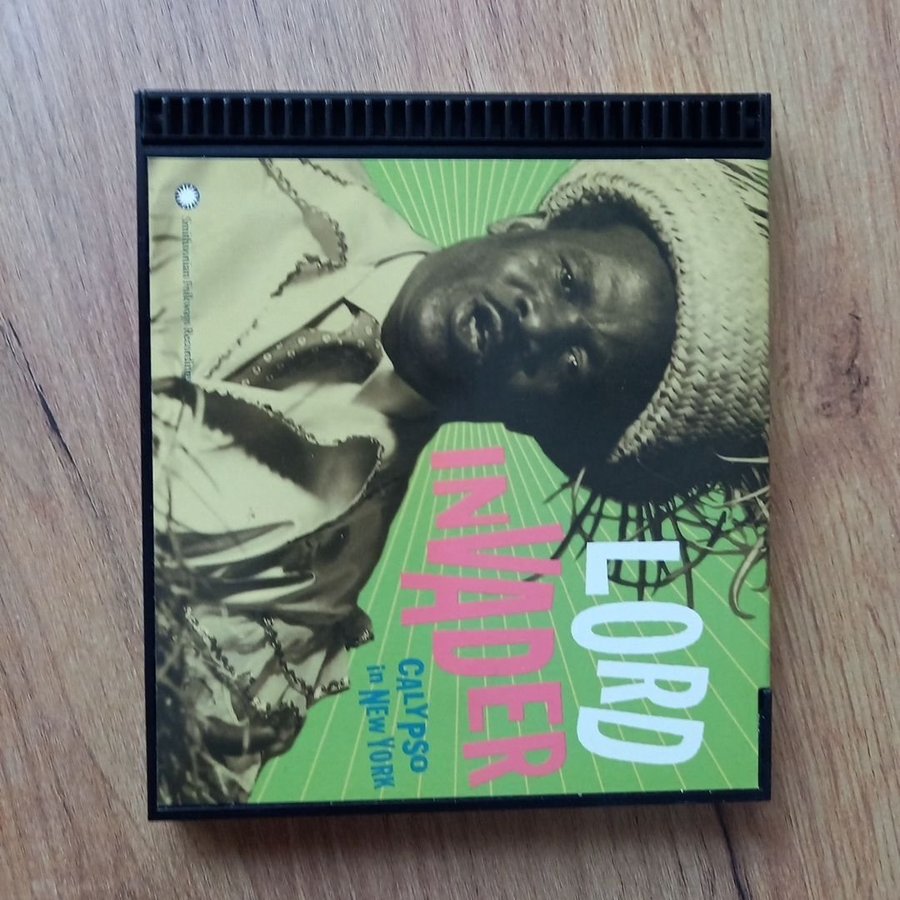 LORD
INVADER
CALYPSO
in NEW YORK
Smithsonian Folkways Recordings